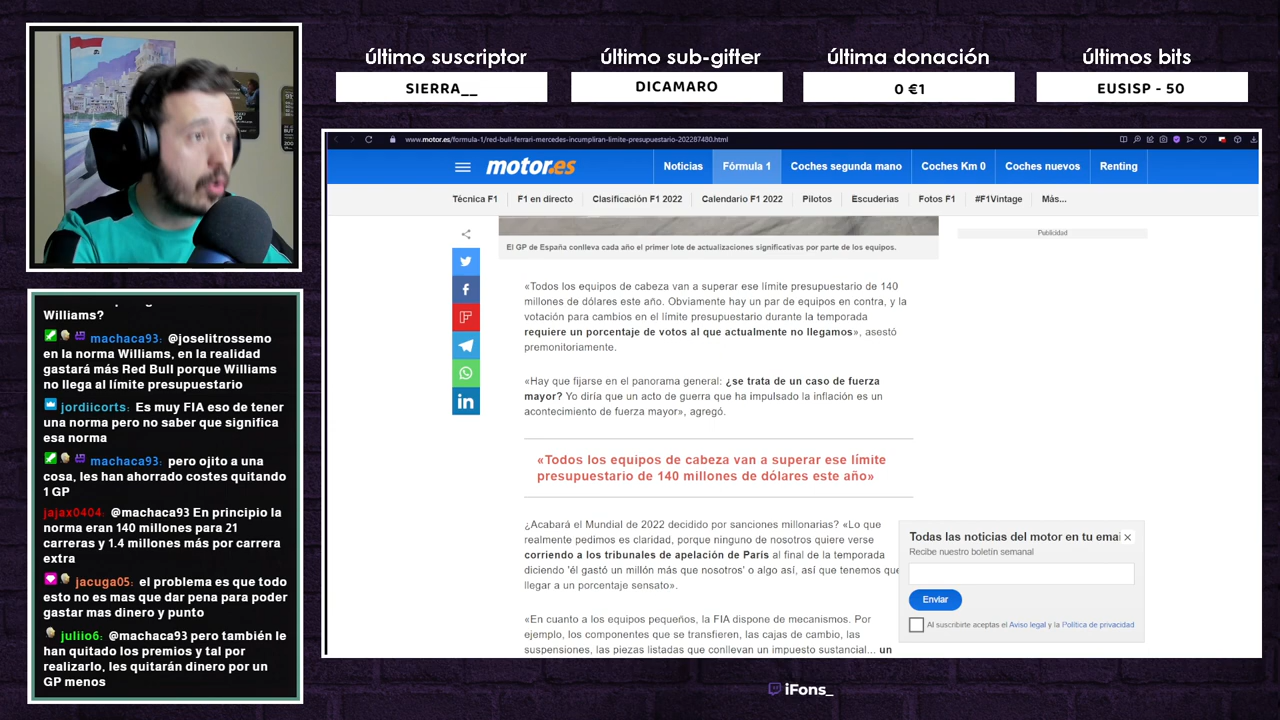 último suscriptor
SIERRA__
último sub-gifter
DICAMARO
última donación
0 €1
últimos bits
EUSISP - 50
www.motor.es/formula-1/red-bull-ferrari-mercedes-incumpliran-limite-presupuestario-202287480.html
motor.es
Noticias
Fórmula 1
Coches segunda mano
Coches Km 0
Coches nuevos
Renting
Técnica F1
F1 en directo
Clasificación F1 2022
Calendario F1 2022
Pilotos
Escuderias
Fotos F1
#F1Vintage
Más...
El GP de España conlleva cada año el primer lote de actualizaciones significativas por parte de los equipos.
Publicidad
«Todos los equipos de cabeza van a superar ese límite presupuestario de 140
millones de dólares este año. Obviamente hay un par de equipos en contra, y la
votación para cambios en el límite presupuestario durante la temporada
requiere un porcentaje de votos al que actualmente no llegamos», asestó
premonitoriamente.
«Hay que fijarse en el panorama general: ¿se trata de un caso de fuerza
mayor? Yo diría que un acto de guerra que ha impulsado la inflación es un
acontecimiento de fuerza mayor», agregó.
«Todos los equipos de cabeza van a superar ese límite
presupuestario de 140 millones de dólares este año»
¿Acabará el Mundial de 2022 decidido por sanciones millonarias? «Lo que
realmente pedimos es claridad, porque ninguno de nosotros quiere verse
corriendo a los tribunales de apelación de París al final de la temporada
diciendo 'él gastó un millón más que nosotros' o algo así, así que tenemos que
llegar a un porcentaje sensato».
«En cuanto a los equipos pequeños, la FIA dispone de mecanismos. Por
ejemplo, los componentes que se transfieren, las cajas de cambio, las
suspensiones, las piezas listadas que conllevan un impuesto sustancial... un
Todas las noticias del motor en tu emai
Recibe nuestro boletín semanal
Enviar
Al suscribirte aceptas el Aviso legal y la Política de privacidad
Williams?
machaca93: @joselitrossemo
en la norma Williams, en la realidad
gastará más Red Bull porque Williams
no llega al límite presupuestario
jordiicorts: Es muy FIA eso de tener
una norma pero no saber que significa
esa norma
machaca93: pero ojito a una
cosa, les han ahorrado costes quitando
1 GP
jajax0404: @machaca93 En principio la
norma eran 140 millones para 21
carreras y 1.4 millones más por carrera
extra
jacuga05: el problema es que todo
esto no es mas que dar pena para poder
gastar mas dinero y punto
juliio6: @machaca93 pero también le
han quitado los premios y tal por
realizarlo, les quitarán dinero por un
GP menos
iFons_